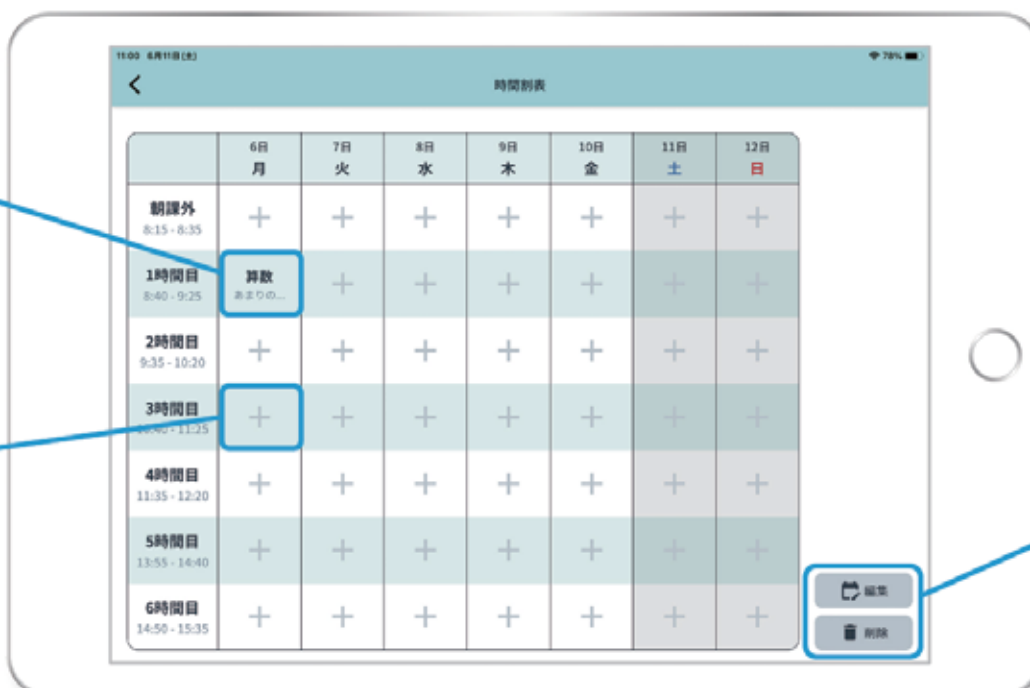 11:00 6月11日(木)
78%
時間割表
6日 7日 8日 9日 10日 11日 12日
月 火 水 木 金 土 日
朝課外
8:15 - 8:35
1時間目 算数
8:40 - 9:25 あまりの...
2時間目
9:35 - 10:20
3時間目
10:40 - 11:25
4時間目
11:35 - 12:20
5時間目
13:55 - 14:40
6時間目
14:50 - 15:35
編集
削除